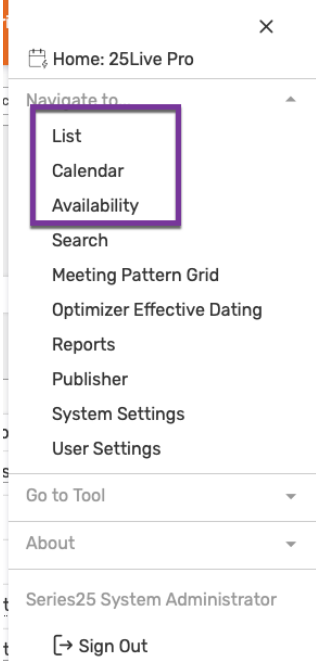 Home: 25Live Pro
Navigate to
List
Calendar
Availability
Search
Meeting Pattern Grid
Optimizer Effective Dating
Reports
Publisher
System Settings
User Settings
Go to Tool
About
Series25 System Administrator
Sign Out